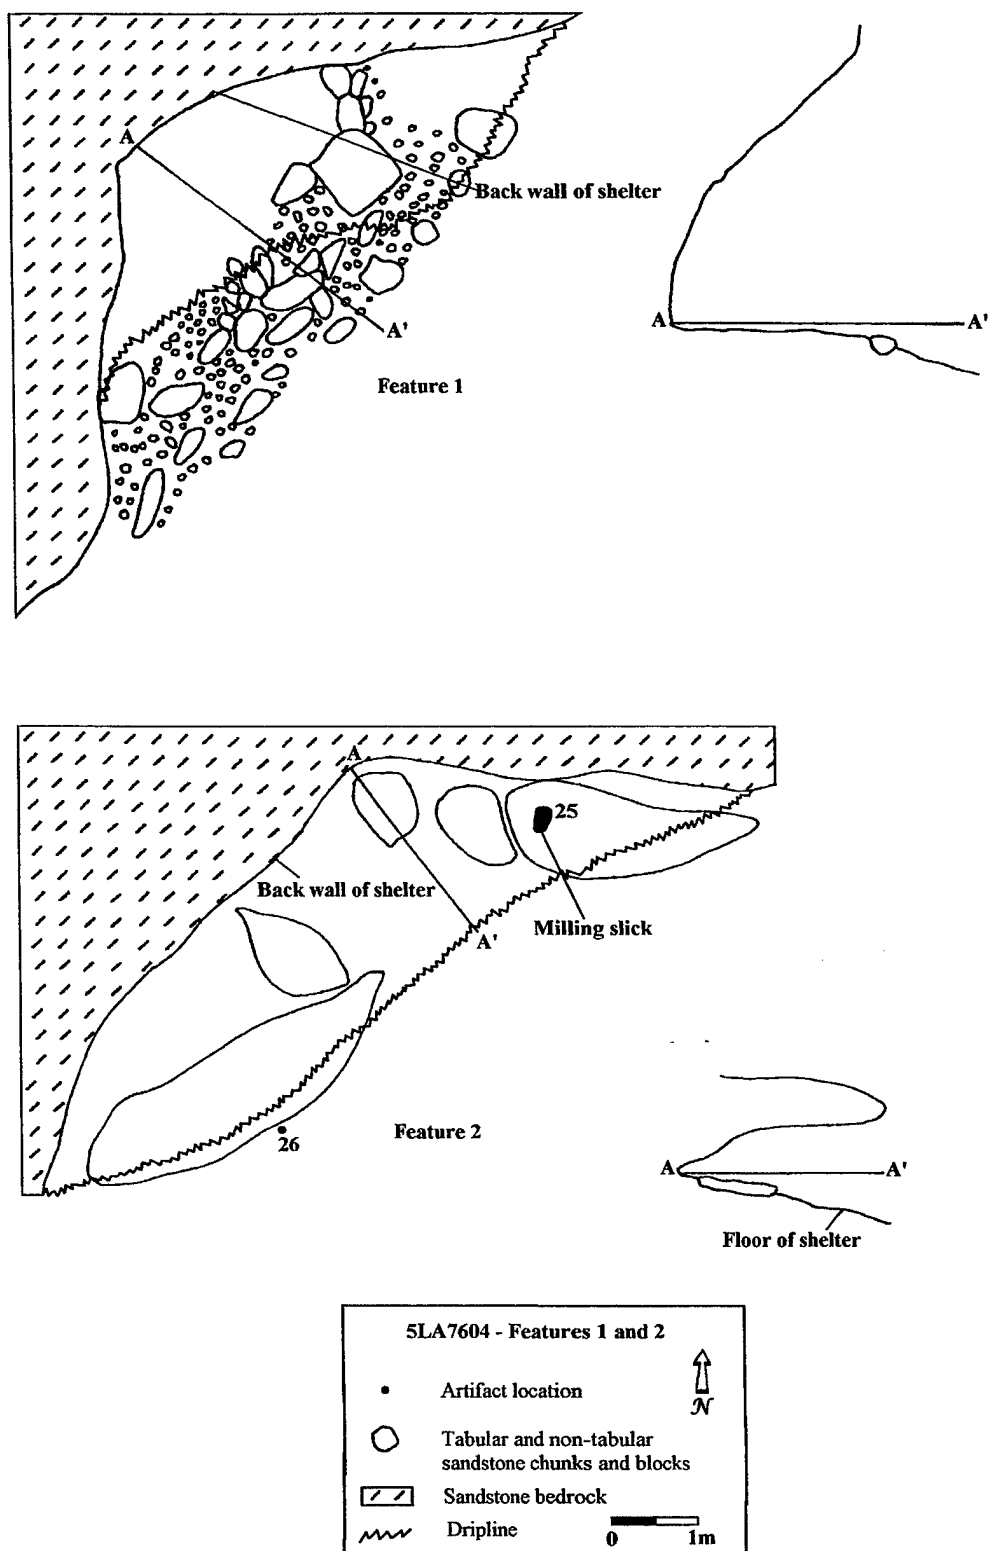 A
Back wall of shelter
A'
Feature 1
A
A'
A
25
Back wall of shelter
Milling slick
A'
26
Feature 2
A
A'
Floor of shelter
5LA7604 - Features 1 and 2
Artifact location
N
Tabular and non-tabular
sandstone chunks and blocks
Sandstone bedrock
Dripline
0
1m